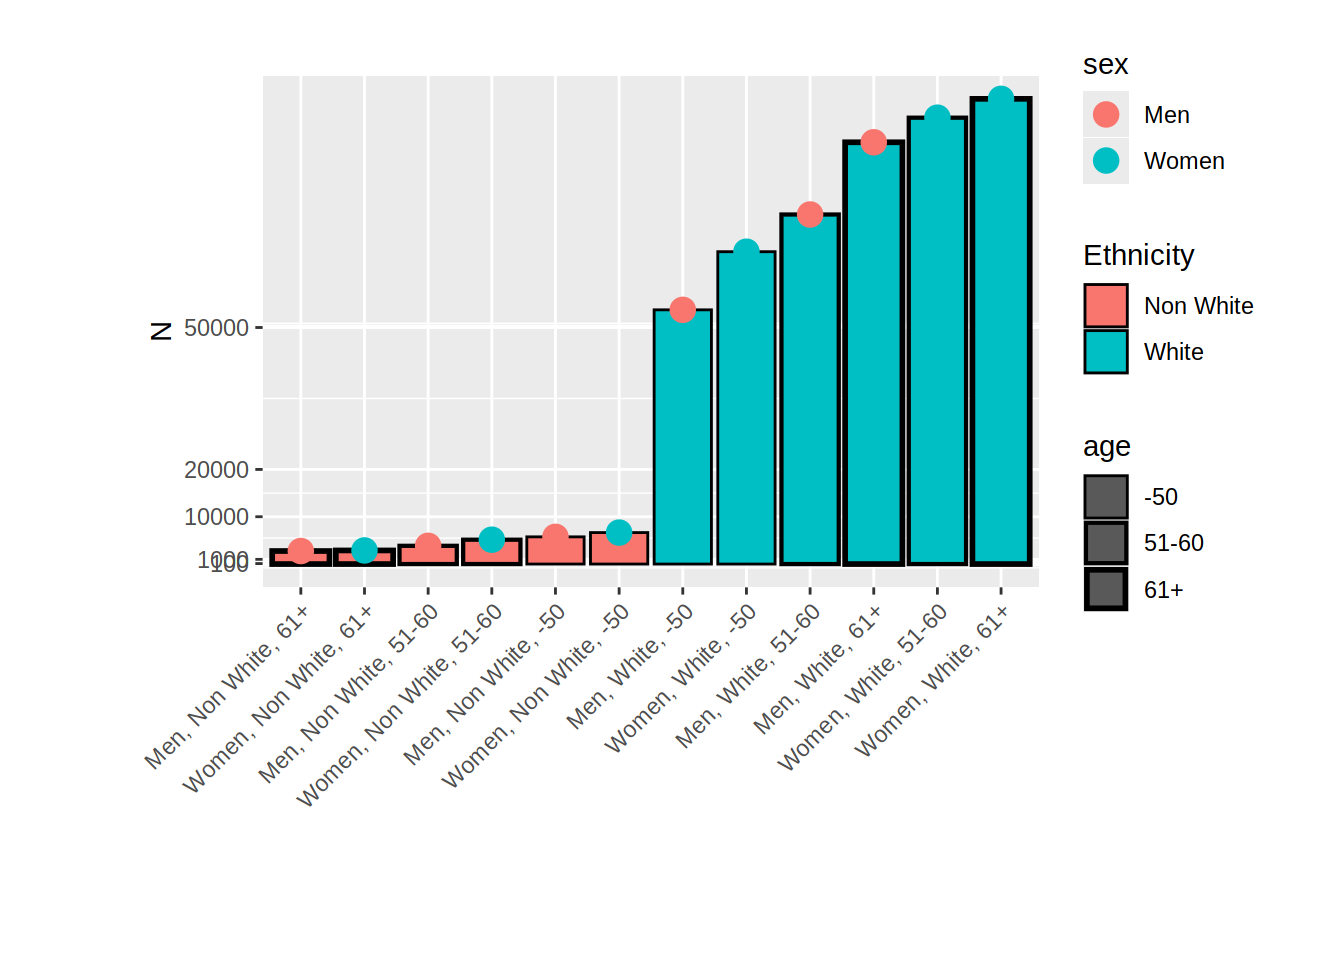 sex
Men
Women
Ethnicity
Non White
White
age
-50
51-60
61+
N
50000
20000
10000
1000
100
Men, Non White, 61+
Women, Non White, 61+
Men, Non White, 51-60
Women, Non White, 51-60
Men, Non White, -50
Women, Non White, -50
Men, White, -50
Women, White, -50
Men, White, 51-60
Men, White, 61+
Women, White, 51-60
Women, White, 61+